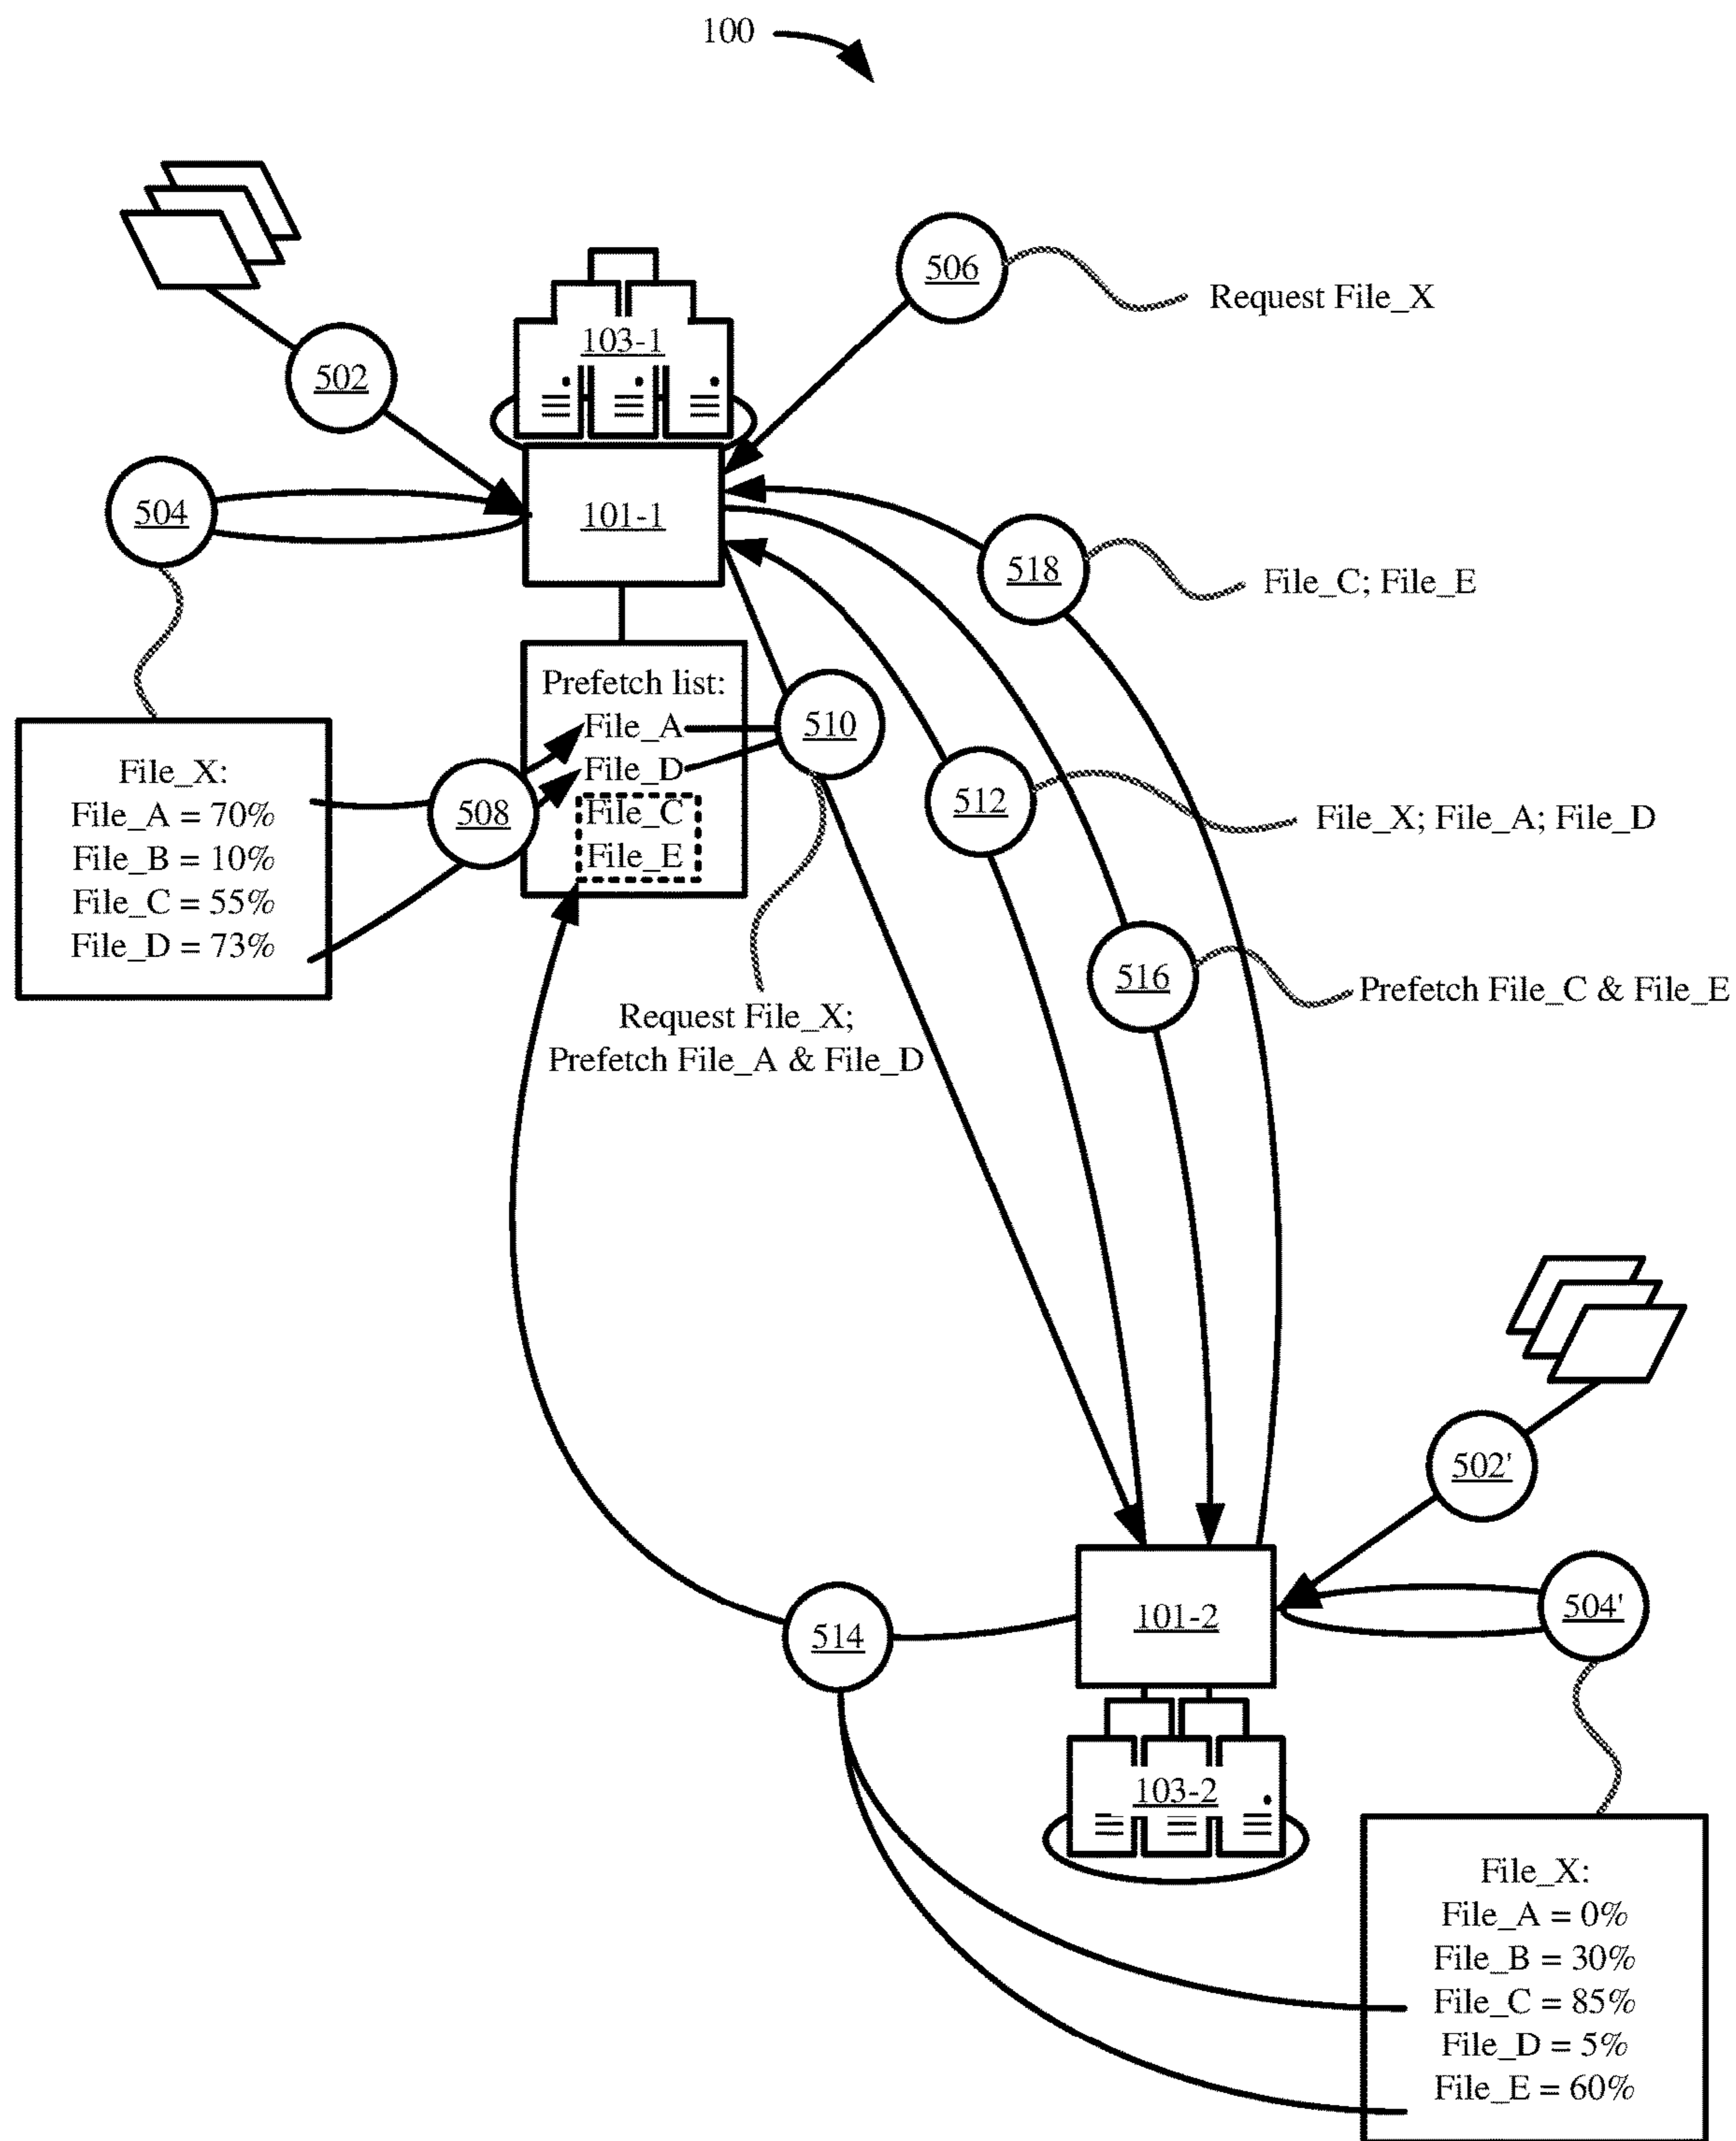 100
506
Request File_X
103-1
502
504
101-1
518
File_C; File_E
Prefetch list:
File_A
File_D
File_C
File_E
510
508
512
File_X; File_A; File_D
File_X:
File_A = 70%
File_B = 10%
File_C = 55%
File_D = 73%
516
Prefetch File_C & File_E
Request File_X;
Prefetch File_A & File_D
502'
504'
101-2
514
103-2
File_X:
File_A = 0%
File_B = 30%
File_C = 85%
File_D = 5%
File_E = 60%